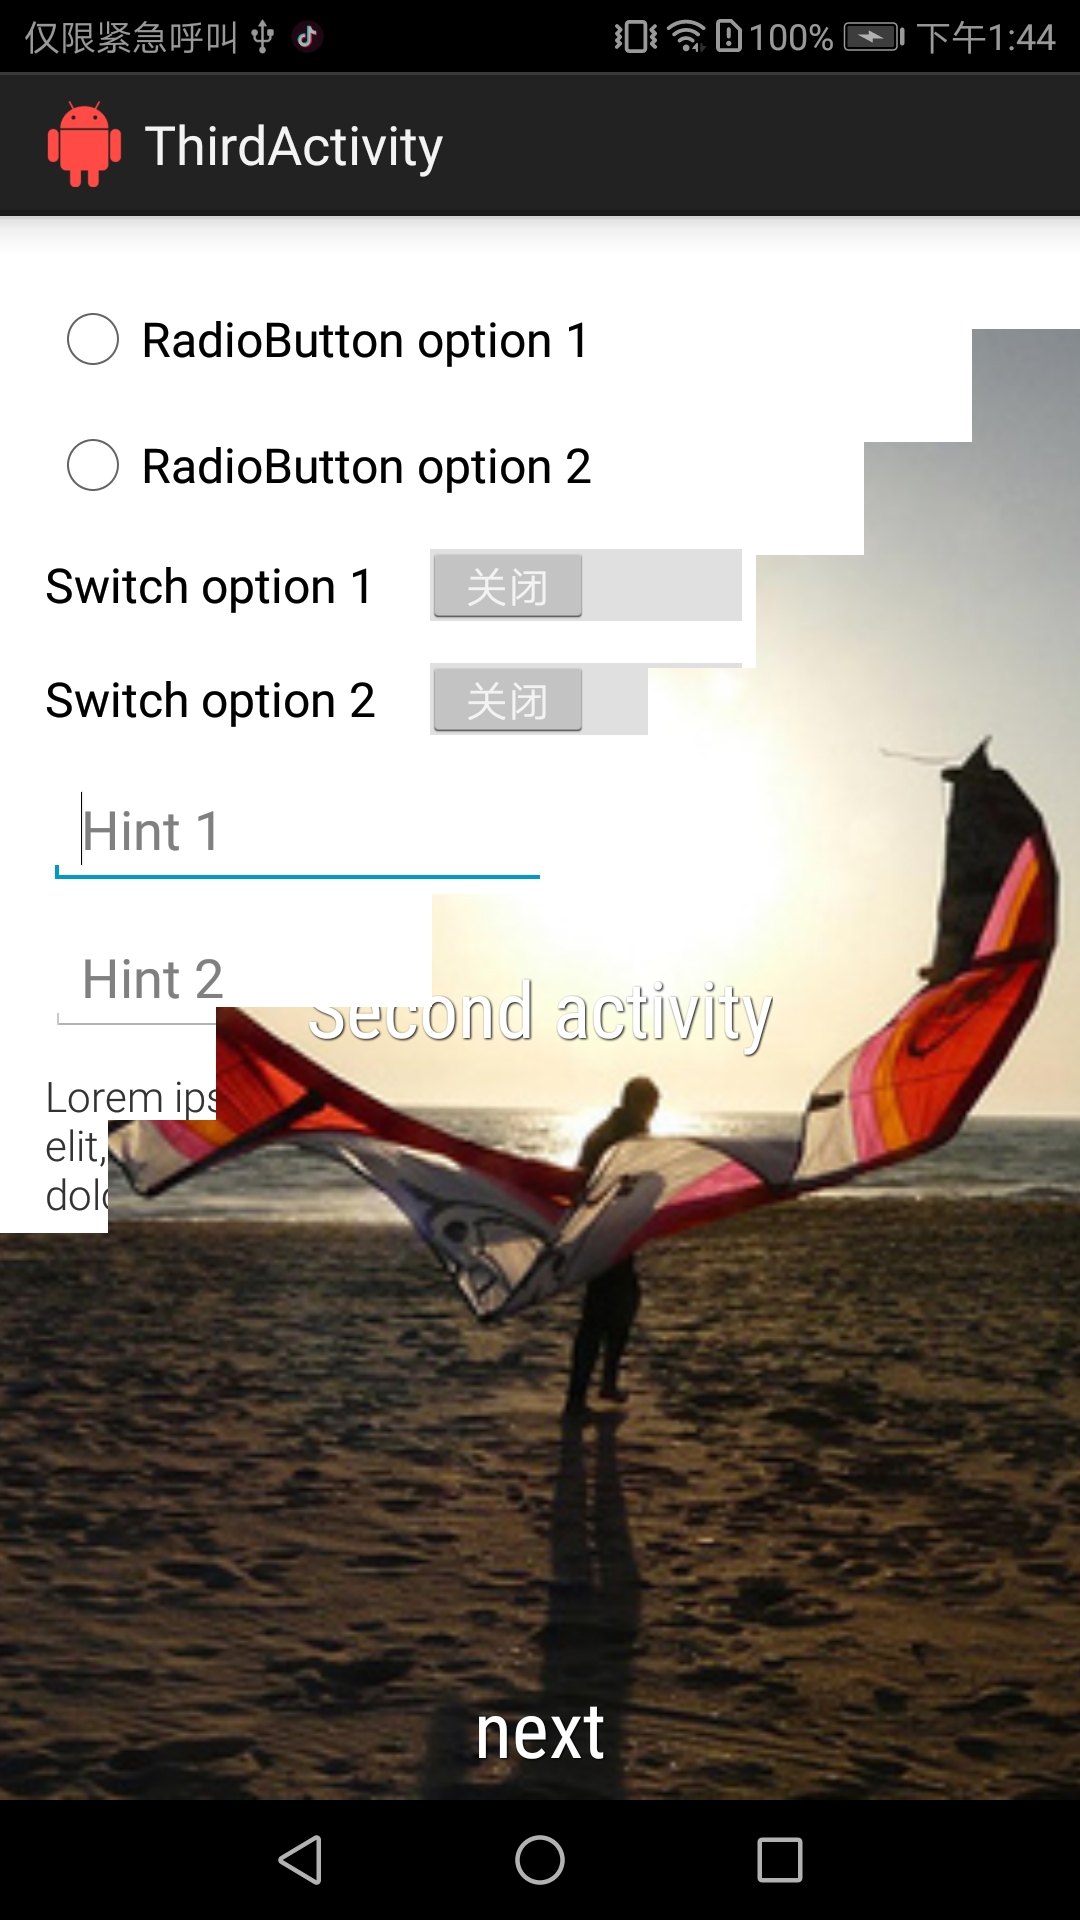 仅限紧急呼叫 100% 下午1:44
ThirdActivity
RadioButton option 1
RadioButton option 2
Switch option 1 关闭
Switch option 2 关闭
Hint 1
Hint 2
Second activity
Lorem ips
elit,
dolo
next